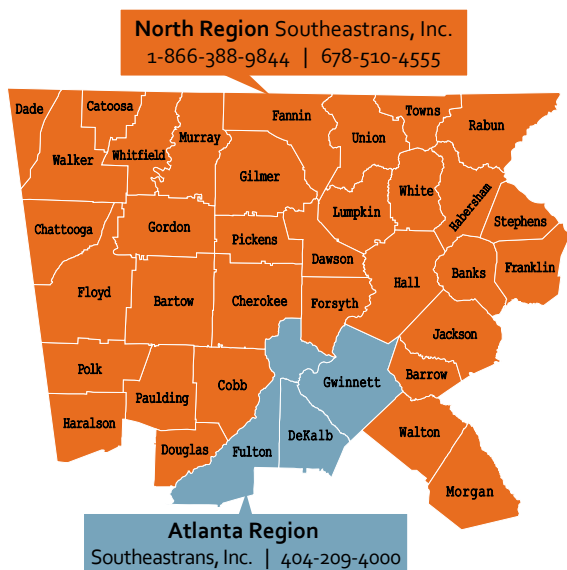 North Region Southeastrans, Inc.
1-866-388-9844 | 678-510-4555
Dade
Catoosa
Fannin
Towns
Rabun
Murray
Union
Walker
Whitfield
Gilmer
White
Habersham
Stephens
Chattooga
Gordon
Lumpkin
Pickens
Dawson
Franklin
Banks
Hall
Floyd
Bartow
Cherokee
Forsyth
Jackson
Polk
Cobb
Gwinnett
Barrow
Paulding
Haralson
Walton
DeKalb
Douglas
Fulton
Morgan
Atlanta Region
Southeastrans, Inc. | 404-209-4000